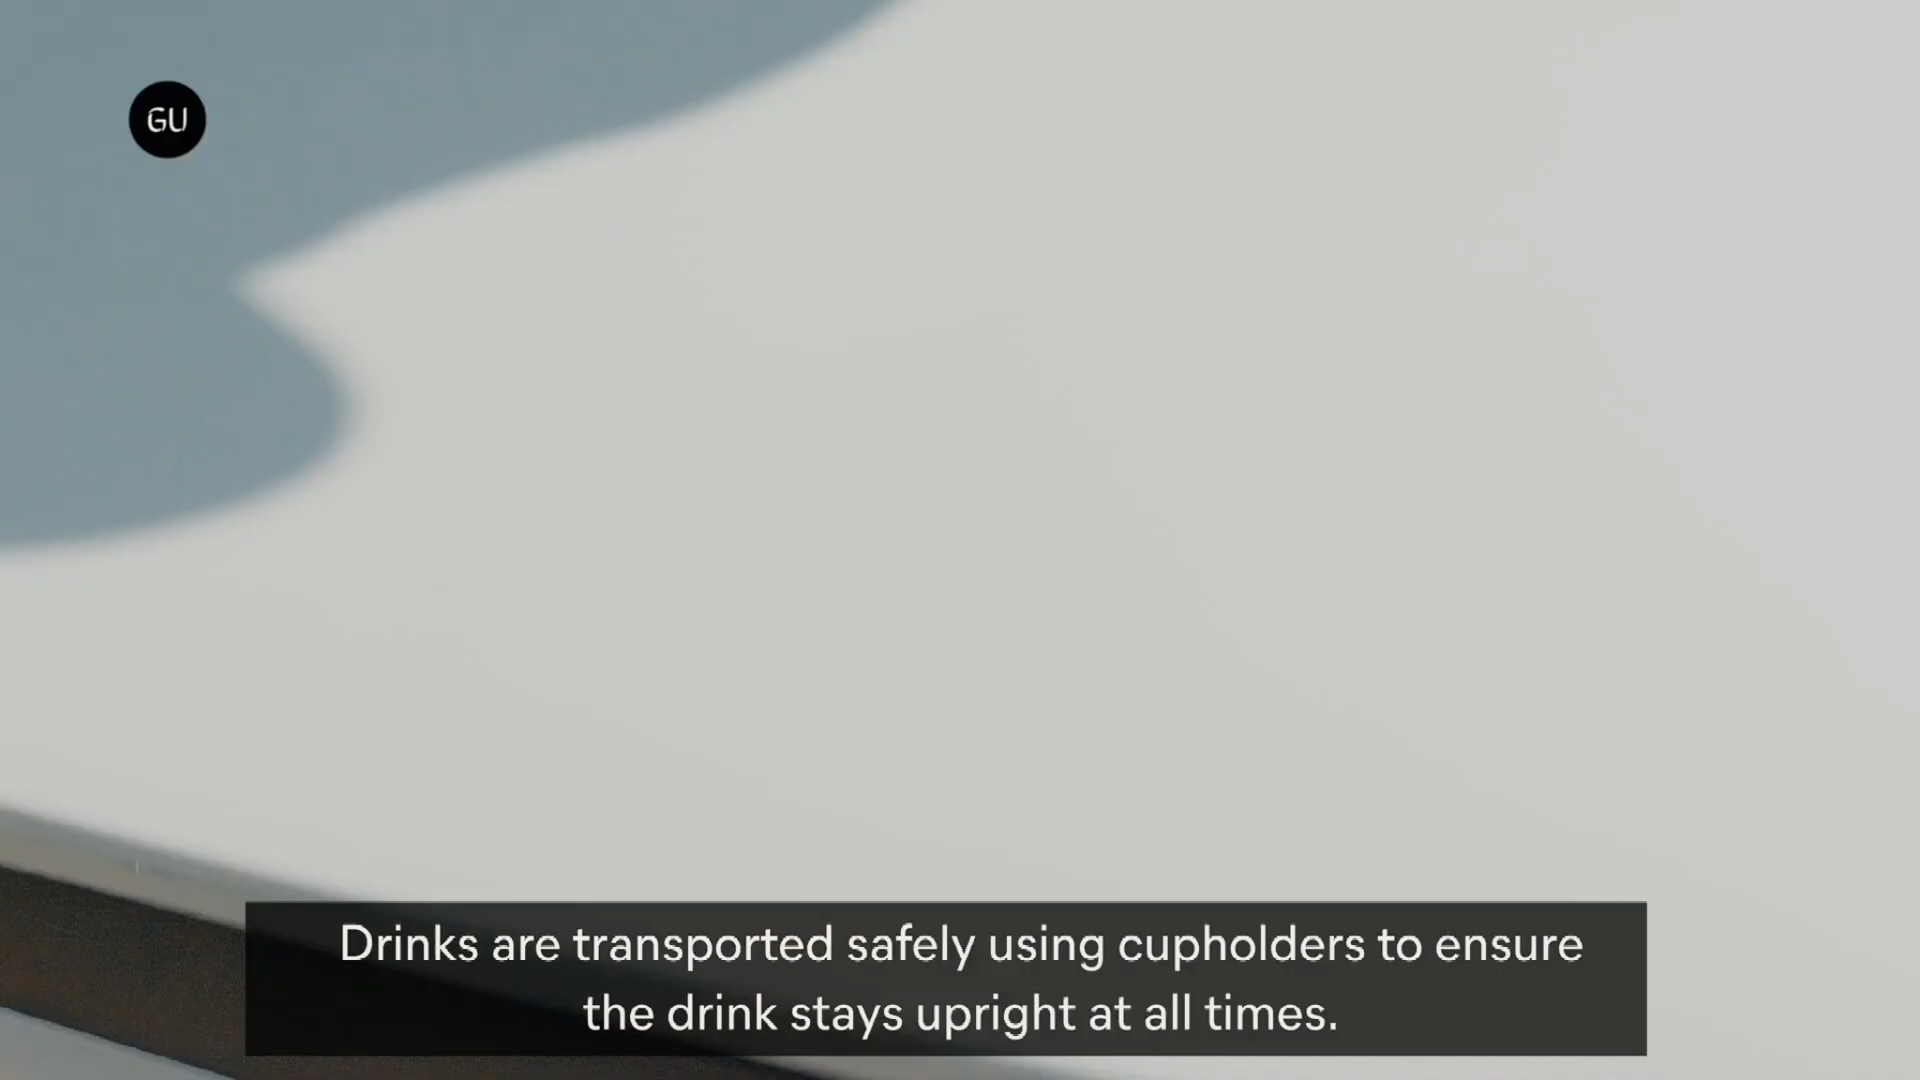 GU
Drinks are transported safely using cupholders to ensure
the drink stays upright at all times.